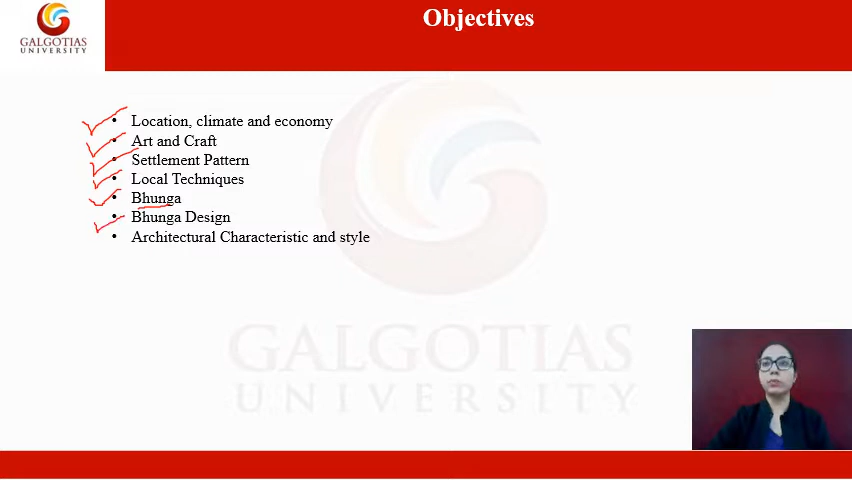 Objectives
GALGOTIAS
UNIVERSITY
• Location, climate and economy
• Art and Craft
• Settlement Pattern
• Local Techniques
• Bhunga
• Bhunga Design
• Architectural Characteristic and style
GALGOTIAS
UNIVERSITY